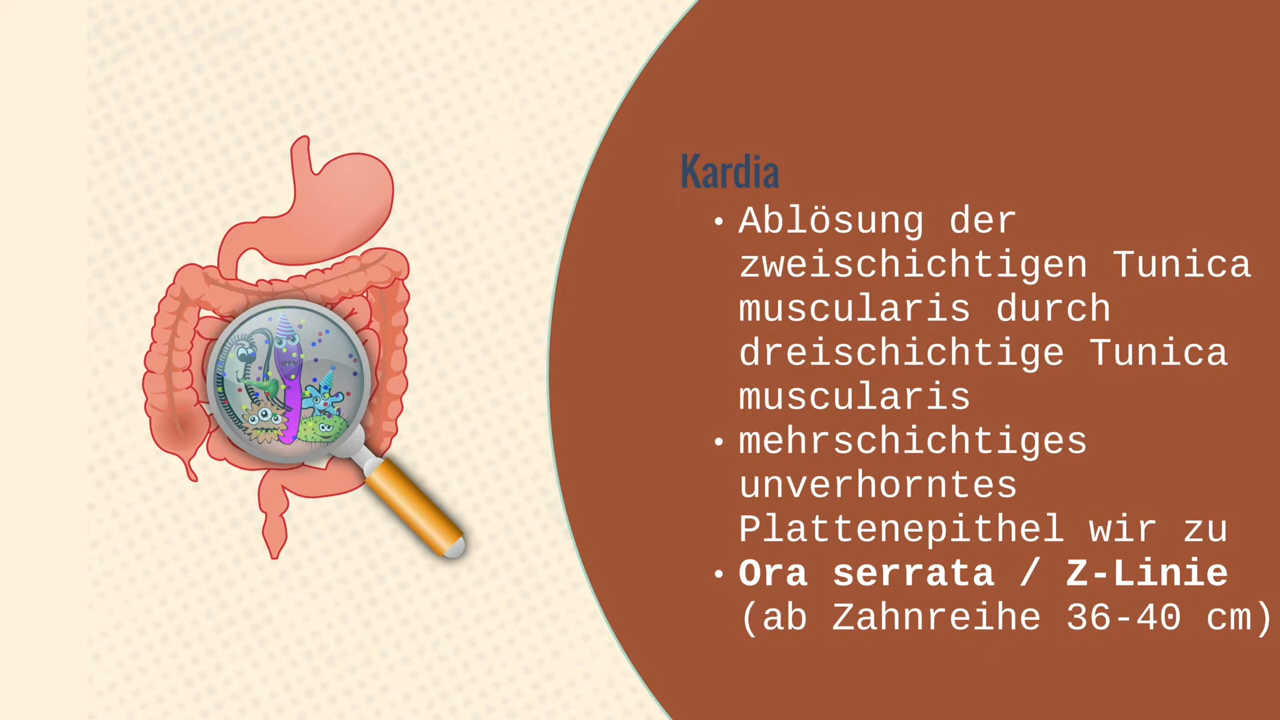 Kardia
• Ablösung der
zweischichtigen Tunica
muscularis durch
dreischichtige Tunica
muscularis
• mehrschichtiges
unverhorntes
Plattenepithel wir zu
• Ora serrata / Z-Linie
(ab Zahnreihe 36-40 cm)